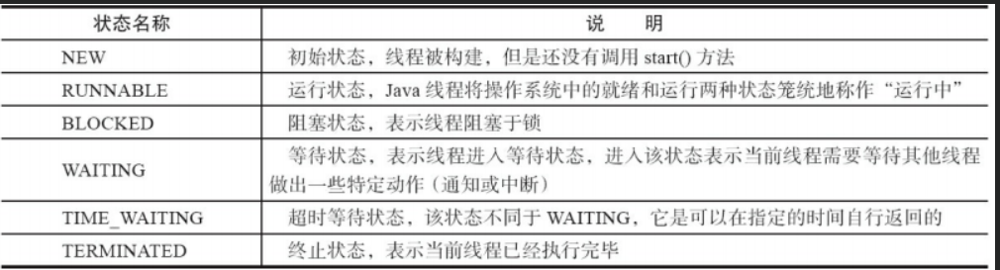 状态名称 说 明
NEW 初始状态，线程被构建，但是还没有调用 start() 方法
RUNNABLE 运行状态，Java 线程将操作系统中的就绪和运行两种状态笼统地称作“运行中”
BLOCKED 阻塞状态，表示线程阻塞于锁
WAITING 等待状态，表示线程进入等待状态，进入该状态表示当前线程需要等待其他线程
做出一些特定动作（通知或中断）
TIME_WAITING 超时等待状态，该状态不同于 WAITING，它是可以在指定的时间自行返回的
TERMINATED 终止状态，表示当前线程已经执行完毕